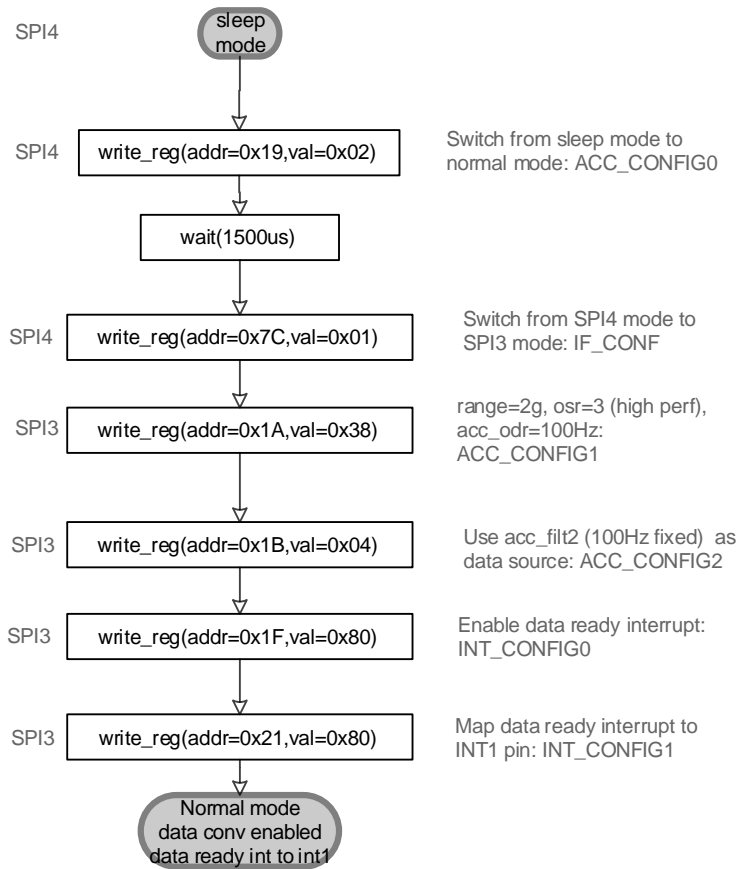 SPI4
sleep
mode
SPI4
write_reg(addr=0x19,val=0x02)
Switch from sleep mode to
normal mode: ACC_CONFIG0
wait(1500us)
SPI4
write_reg(addr=0x7C,val=0x01)
Switch from SPI4 mode to
SPI3 mode: IF_CONF
SPI3
write_reg(addr=0x1A,val=0x38)
range=2g, osr=3 (high perf),
acc_odr=100Hz:
ACC_CONFIG1
SPI3
write_reg(addr=0x1B,val=0x04)
Use acc_filt2 (100Hz fixed) as
data source: ACC_CONFIG2
SPI3
write_reg(addr=0x1F,val=0x80)
Enable data ready interrupt:
INT_CONFIG0
SPI3
write_reg(addr=0x21,val=0x80)
Map data ready interrupt to
INT1 pin: INT_CONFIG1
Normal mode
data conv enabled
data ready int to int1